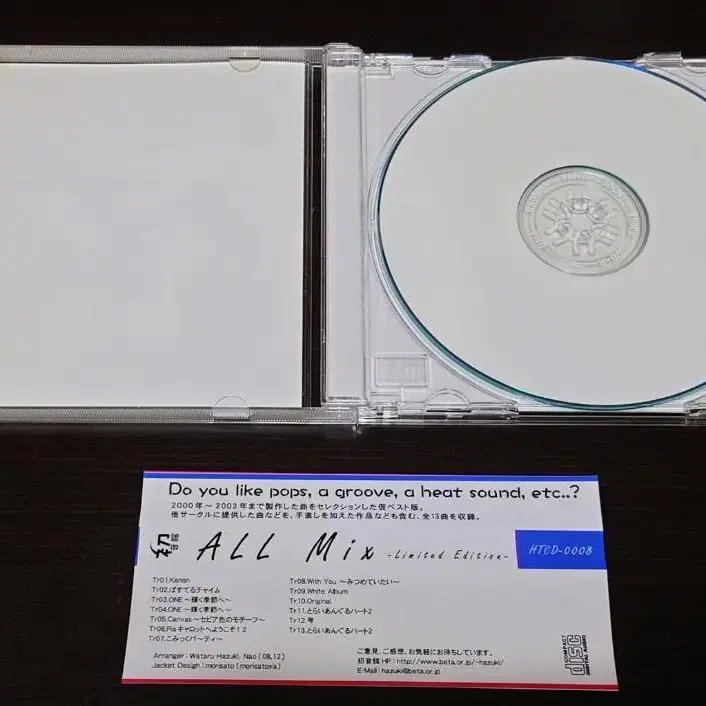 Do you like pops, a groove, a heat sound, etc..?
2000年～2003年まで製作した曲をセレクションした仮ベスト版。
他サークルに提供した曲などを、手直しを加えた作品なども含む、全13曲を収録。
初音館 ALL Mix -Limited Edition- HTCD-0008
Tr01.Kanon
Tr02.ぱすてるチャイム
Tr03.ONE～輝く季節へ～
Tr04.ONE～輝く季節へ～
Tr05.Canvas～セピア色のモチーフ～
Tr06.Piaキャロットへようこそ！2
Tr07.こみっくパーティ～
Tr08.With You ～みつめていたい～
Tr09.White Album
Tr10.Original
Tr11.とらいあんぐるハート2
Tr12.雫
Tr13.とらいあんぐるハート2
Arranger : Wataru Hazuki, Nao (08,12)
Jacket Design : morisato (morisatoya)
ご意見、ご感想、お気軽にお待ちしています。
初音館 HP : http://www.beta.or.jp/~hazuki/
E-Mail : hazuki@beta.or.jp
COMPACT
disc
DIGITAL AUDIO